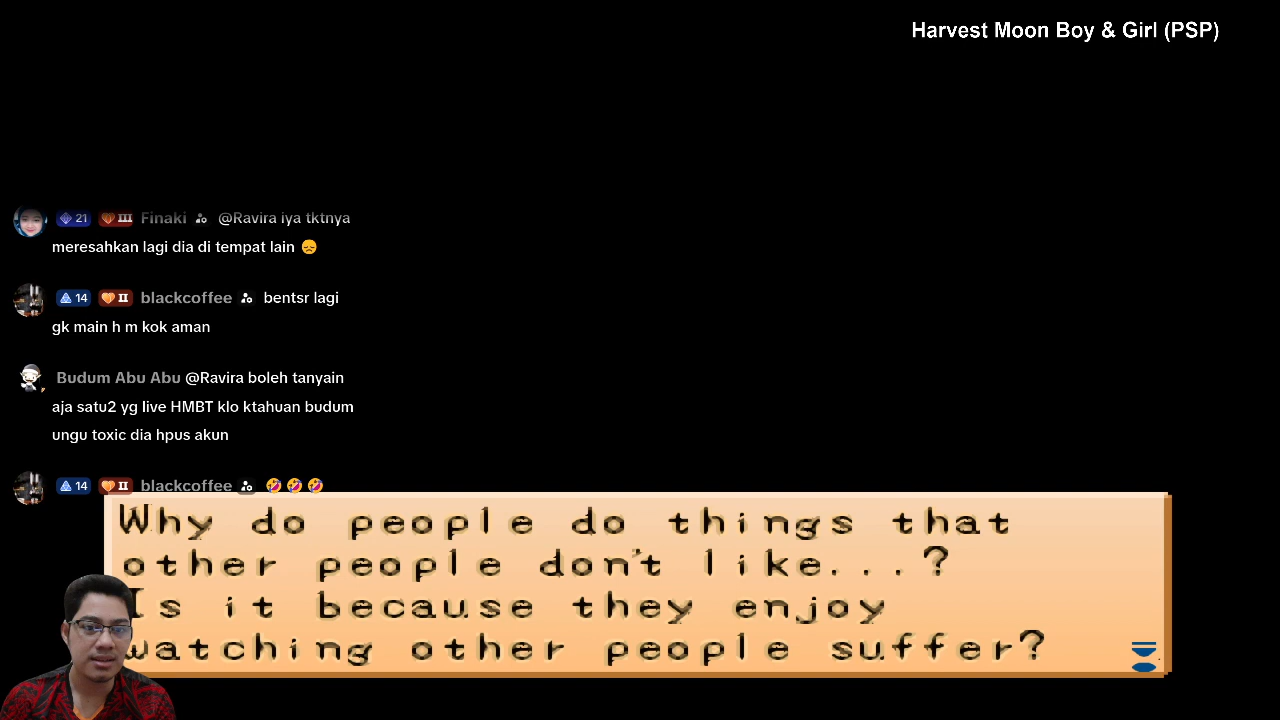 Harvest Moon Boy & Girl (PSP)
21 III Finaki @Ravira iya tktnya
meresahkan lagi dia di tempat lain 😞
14 II blackcoffee bentsr lagi
gk main h m kok aman
Budum Abu Abu @Ravira boleh tanyain
aja satu2 yg live HMBT klo ktahuan budum
ungu toxic dia hpus akun
14 II blackcoffee 🤣🤣🤣
Why do people do things that
other people don't like...?
Is it because they enjoy
watching other people suffer?